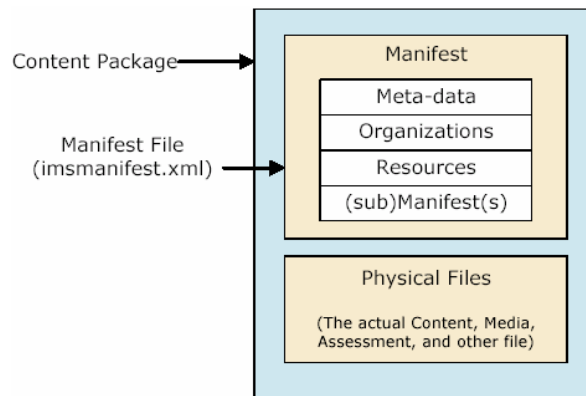 Content Package
Manifest File
(imsmanifest.xml)
Manifest
Meta-data
Organizations
Resources
(sub)Manifest(s)
Physical Files
(The actual Content, Media,
Assessment, and other file)